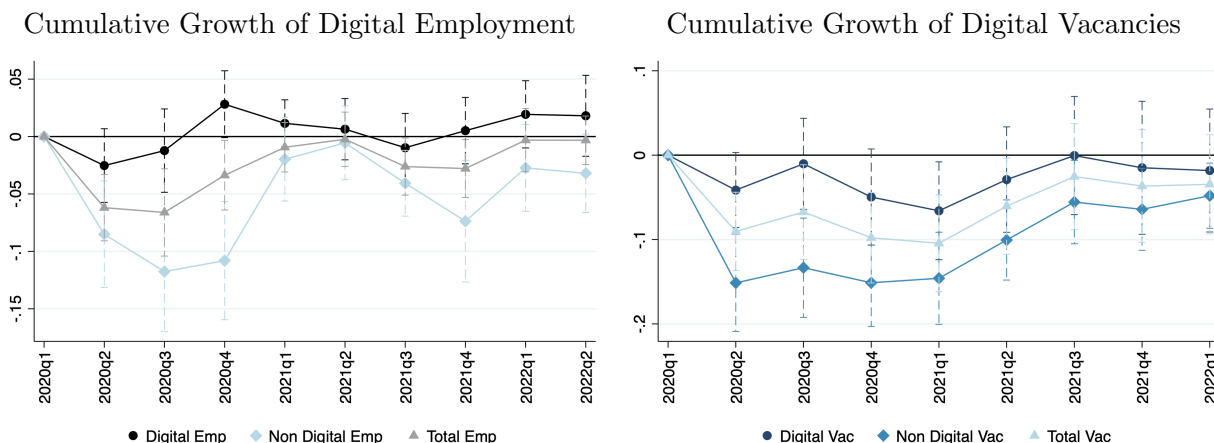 Cumulative Growth of Digital Employment
.05
0
-.05
-.1
-.15
2020q1
2020q2
2020q3
2020q4
2021q1
2021q2
2021q3
2021q4
2022q1
2022q2
Digital Emp
Non Digital Emp
Total Emp
Cumulative Growth of Digital Vacancies
.1
0
-.1
-.2
2020q1
2020q2
2020q3
2020q4
2021q1
2021q2
2021q3
2021q4
2022q1
Digital Vac
Non Digital Vac
Total Vac